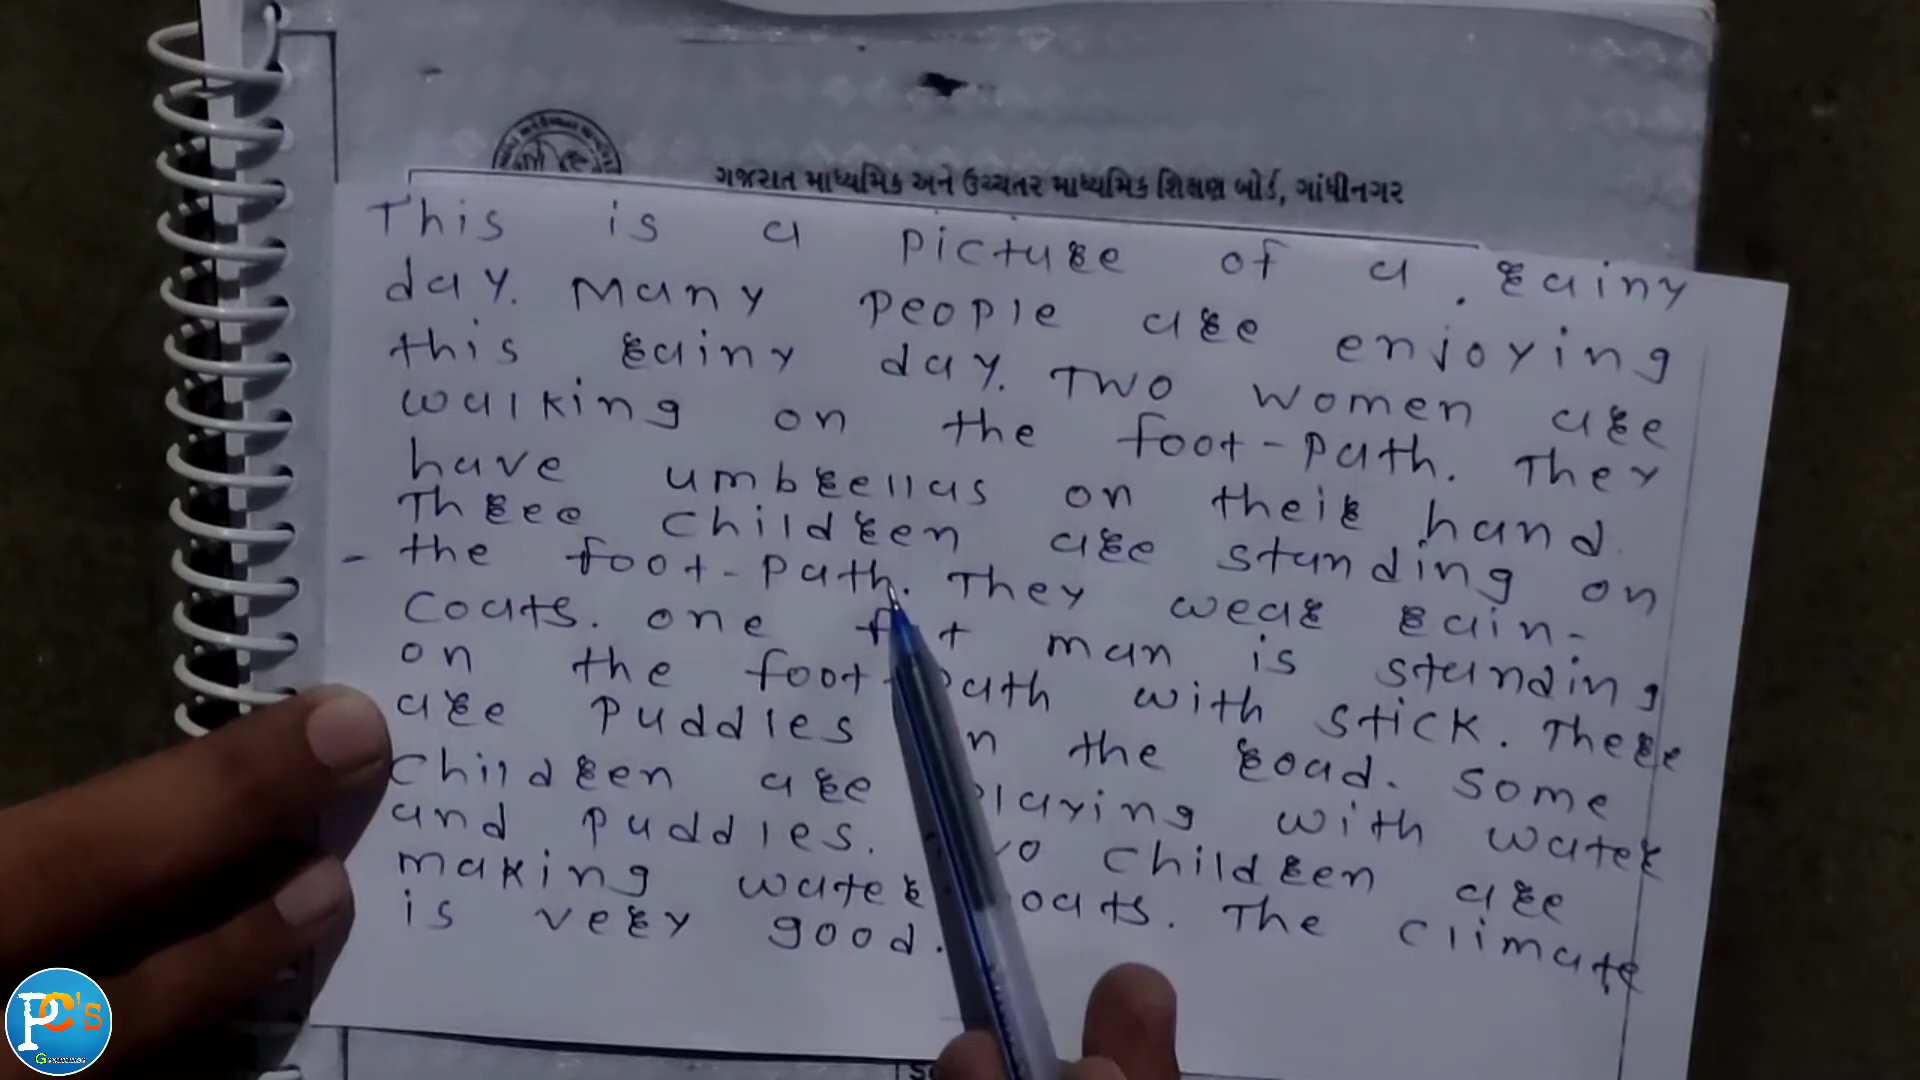 ગજરાત માધ્યમિક અને ઉચ્ચતર માધ્યમિક શિક્ષણ બોર્ડ, ગાંધીનગર
This is a picture of a rainy
day. Many people are enjoying
this rainy day. Two women are
walking on the foot-path. They
have umbrellas on their hand.
Three children are standing on
the foot-path. They wear rain-
coats. one man is standing
on the foot path with stick. There
are puddles the road. Some
children are playing with water
and puddles. children are
making water The climate
is very good.
PC's